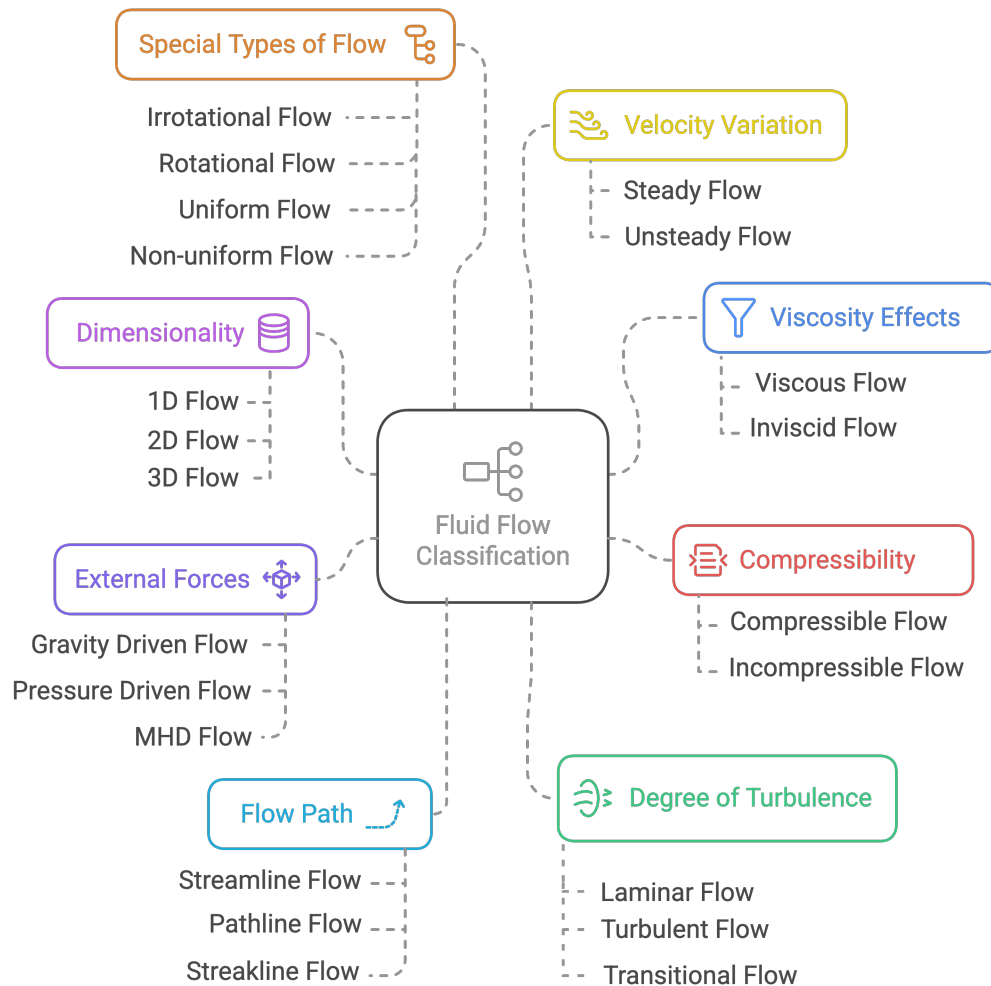 Special Types of Flow
Irrotational Flow
Rotational Flow
Uniform Flow
Non-uniform Flow
Velocity Variation
Steady Flow
Unsteady Flow
Dimensionality
1D Flow
2D Flow
3D Flow
Viscosity Effects
Viscous Flow
Inviscid Flow
Fluid Flow
Classification
External Forces
Gravity Driven Flow
Pressure Driven Flow
MHD Flow
Compressibility
Compressible Flow
Incompressible Flow
Flow Path
Streamline Flow
Pathline Flow
Streakline Flow
Degree of Turbulence
Laminar Flow
Turbulent Flow
Transitional Flow